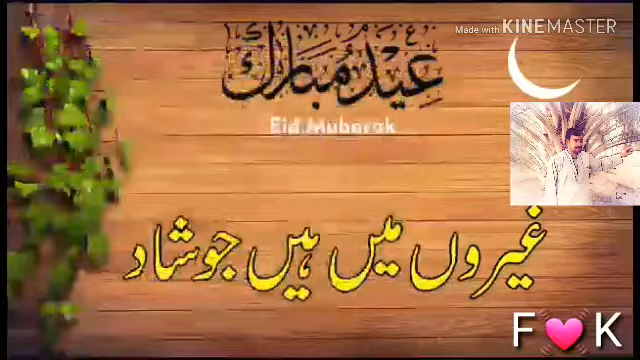 Made with KINEMASTER
عید مبارک
Eid Mubarak
غیروں میں ہیں جو شاد
F K